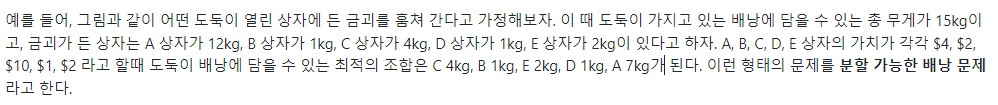 예를 들어, 그림과 같이 어떤 도둑이 열린 상자에 든 금괴를 훔쳐 간다고 가정해보자. 이 때 도둑이 가지고 있는 배낭에 담을 수 있는 총 무게가 15kg이
고, 금괴가 든 상자는 A 상자가 12kg, B 상자가 1kg, C 상자가 4kg, D 상자가 1kg, E 상자가 2kg이 있다고 하자. A, B, C, D, E 상자의 가치가 각각 $4, $2,
$10, $1, $2 라고 할때 도둑이 배낭에 담을 수 있는 최적의 조합은 C 4kg, B 1kg, E 2kg, D 1kg, A 7kg가 된다. 이런 형태의 문제를 분할 가능한 배낭 문제
라고 한다.